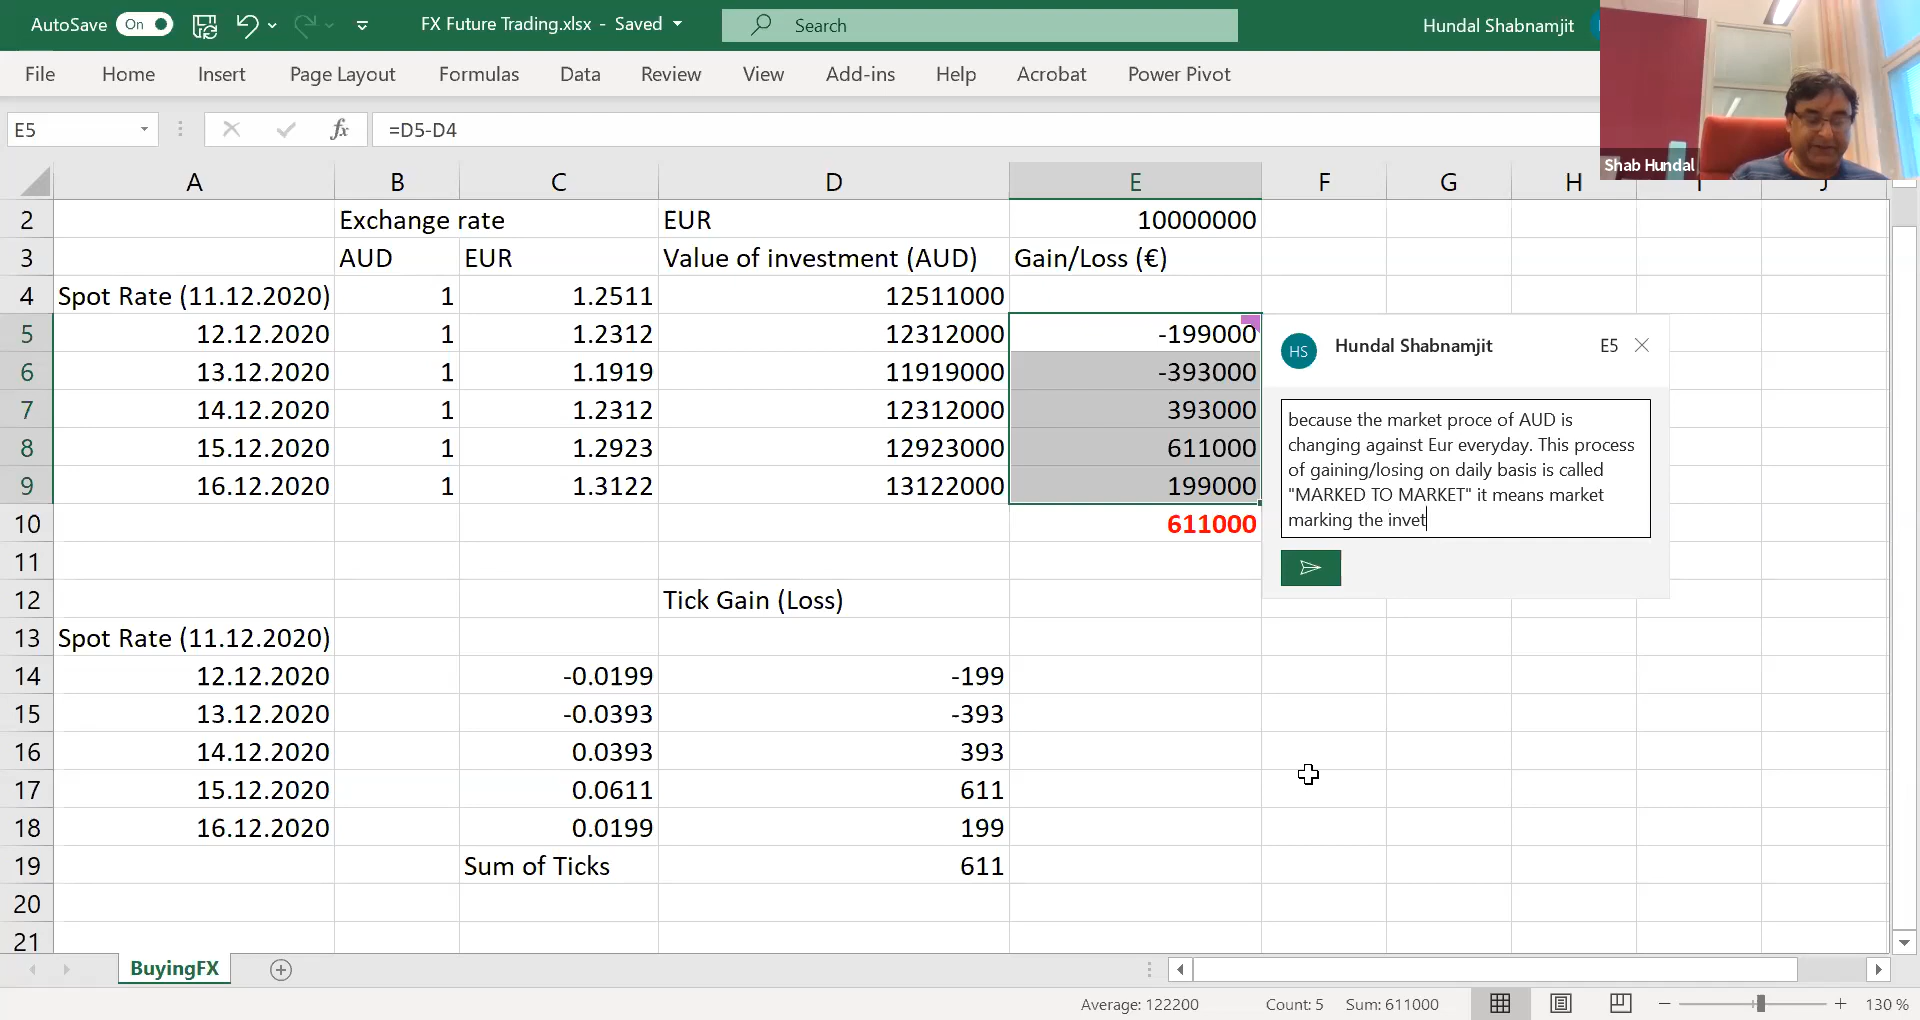 AutoSave On FX Future Trading.xlsx - Saved Search Hundal Shabnamjit
File Home Insert Page Layout Formulas Data Review View Add-ins Help Acrobat Power Pivot
Shab Hundal
E5 fx =D5-D4
A B C D E F G H I J
2 Exchange rate EUR 10000000
3 AUD EUR Value of investment (AUD) Gain/Loss (€)
4 Spot Rate (11.12.2020) 1 1.2511 12511000
5 12.12.2020 1 1.2312 12312000 -199000
6 13.12.2020 1 1.1919 11919000 -393000
7 14.12.2020 1 1.2312 12312000 393000
8 15.12.2020 1 1.2923 12923000 611000
9 16.12.2020 1 1.3122 13122000 199000
10 611000
11
12 Tick Gain (Loss)
13 Spot Rate (11.12.2020)
14 12.12.2020 -0.0199 -199
15 13.12.2020 -0.0393 -393
16 14.12.2020 0.0393 393
17 15.12.2020 0.0611 611
18 16.12.2020 0.0199 199
19 Sum of Ticks 611
20
21
HS Hundal Shabnamjit E5
because the market proce of AUD is
changing against Eur everyday. This process
of gaining/losing on daily basis is called
"MARKED TO MARKET" it means market
marking the invet
BuyingFX
Average: 122200 Count: 5 Sum: 611000 130 %